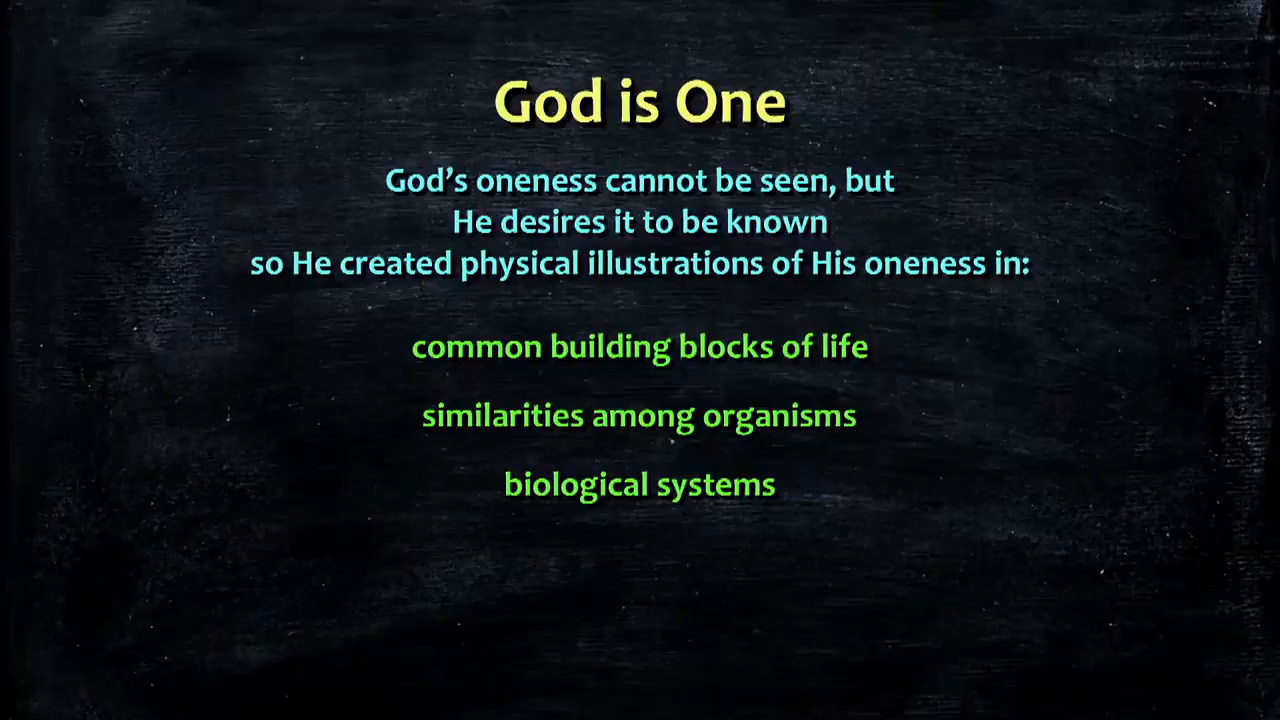 God is One
God’s oneness cannot be seen, but
He desires it to be known
so He created physical illustrations of His oneness in:
common building blocks of life
similarities among organisms
biological systems